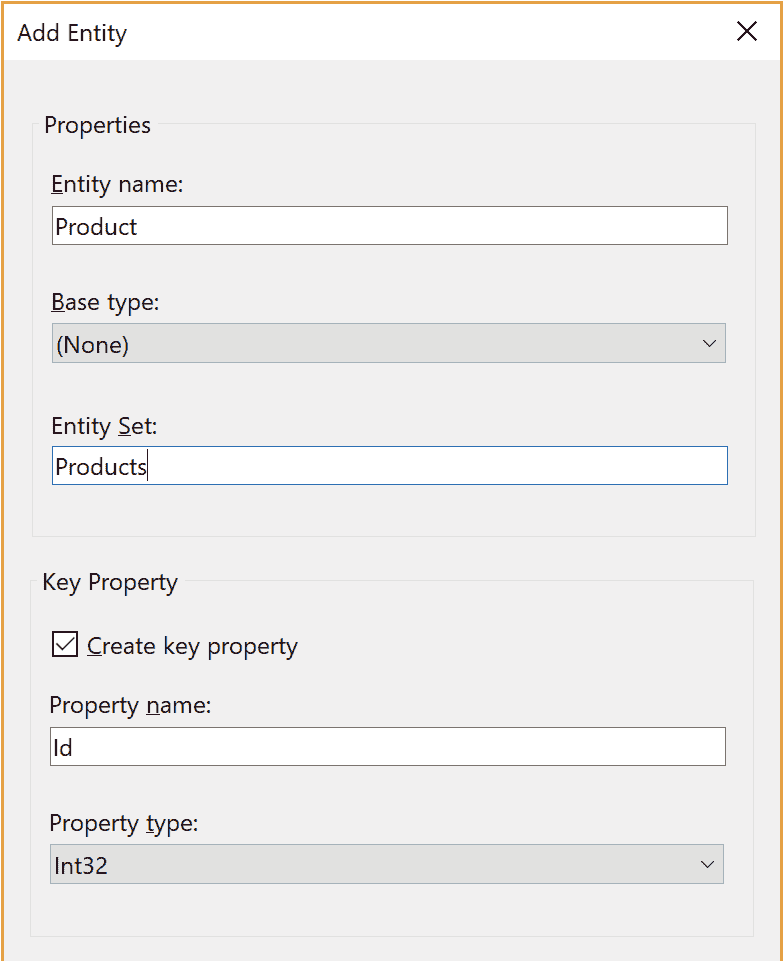 Add Entity
Properties
Entity name:
Product
Base type:
(None)
Entity Set:
Products
Key Property
Create key property
Property name:
Id
Property type:
Int32